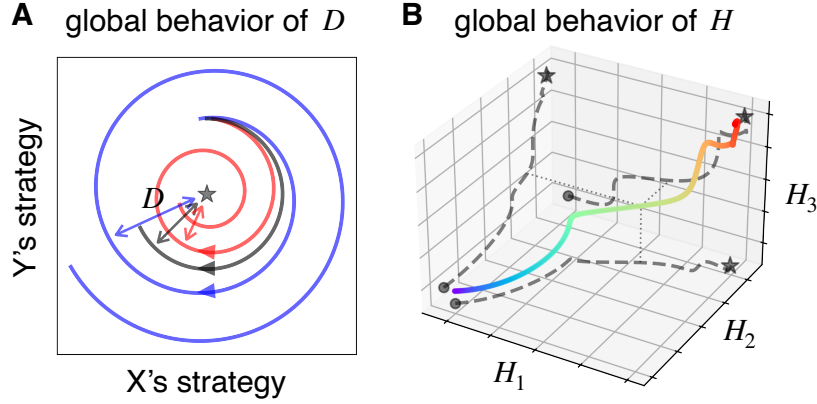 A global behavior of D
B global behavior of H
D
Y's strategy
X's strategy
H1
H2
H3